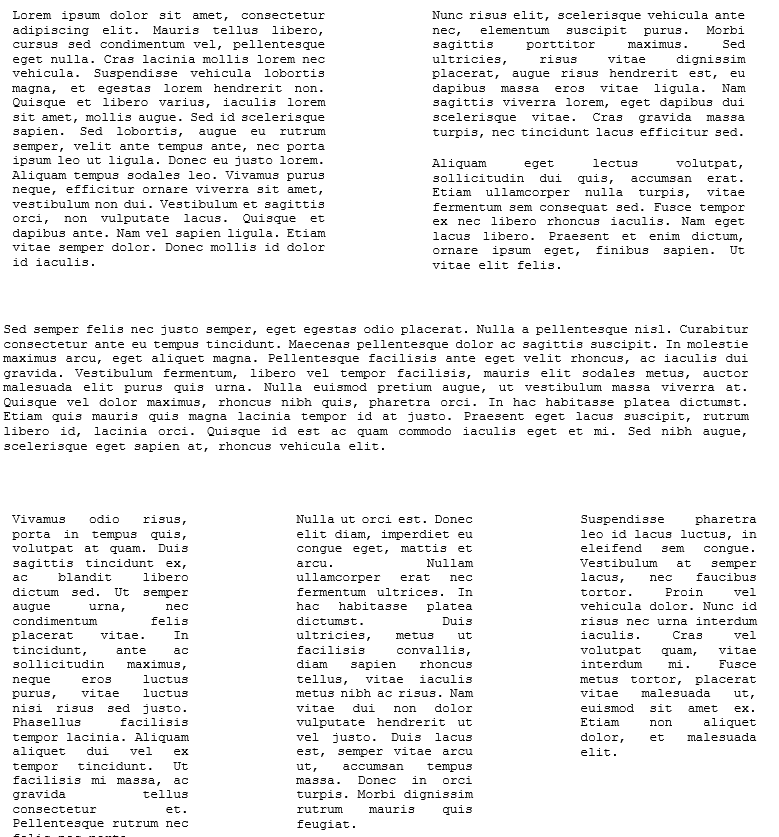 Lorem ipsum dolor sit amet, consectetur
adipiscing elit. Mauris tellus libero,
cursus sed condimentum vel, pellentesque
eget nulla. Cras lacinia mollis lorem nec
vehicula. Suspendisse vehicula lobortis
magna, et egestas lorem hendrerit non.
Quisque et libero varius, iaculis lorem
sit amet, mollis augue. Sed id scelerisque
sapien. Sed lobortis, augue eu rutrum
semper, velit ante tempus ante, nec porta
ipsum leo ut ligula. Donec eu justo lorem.
Aliquam tempus sodales leo. Vivamus purus
neque, efficitur ornare viverra sit amet,
vestibulum non dui. Vestibulum et sagittis
orci, non vulputate lacus. Quisque et
dapibus ante. Nam vel sapien ligula. Etiam
vitae semper dolor. Donec mollis id dolor
id iaculis.
Nunc risus elit, scelerisque vehicula ante
nec, elementum suscipit purus. Morbi
sagittis porttitor maximus. Sed
ultricies, risus vitae dignissim
placerat, augue risus hendrerit est, eu
dapibus massa eros vitae ligula. Nam
sagittis viverra lorem, eget dapibus dui
scelerisque vitae. Cras gravida massa
turpis, nec tincidunt lacus efficitur sed.
Aliquam eget lectus volutpat,
sollicitudin dui quis, accumsan erat.
Etiam ullamcorper nulla turpis, vitae
fermentum sem consequat sed. Fusce tempor
ex nec libero rhoncus iaculis. Nam eget
lacus libero. Praesent et enim dictum,
ornare ipsum eget, finibus sapien. Ut
vitae elit felis.
Sed semper felis nec justo semper, eget egestas odio placerat. Nulla a pellentesque nisl. Curabitur
consectetur ante eu tempus tincidunt. Maecenas pellentesque dolor ac sagittis suscipit. In molestie
maximus arcu, eget aliquet magna. Pellentesque facilisis ante eget velit rhoncus, ac iaculis dui
gravida. Vestibulum fermentum, libero vel tempor facilisis, mauris elit sodales metus, auctor
malesuada elit purus quis urna. Nulla euismod pretium augue, ut vestibulum massa viverra at.
Quisque vel dolor maximus, rhoncus nibh quis, pharetra orci. In hac habitasse platea dictumst.
Etiam quis mauris quis magna lacinia tempor id at justo. Praesent eget lacus suscipit, rutrum
libero id, lacinia orci. Quisque id est ac quam commodo iaculis eget et mi. Sed nibh augue,
scelerisque eget sapien at, rhoncus vehicula elit.
Vivamus odio risus,
porta in tempus quis,
volutpat at quam. Duis
sagittis tincidunt ex,
ac blandit libero
dictum sed. Ut semper
augue urna, nec
condimentum felis
placerat vitae. In
tincidunt, ante ac
sollicitudin maximus,
neque eros luctus
purus, vitae luctus
nisi risus sed justo.
Phasellus facilisis
tempor lacinia. Aliquam
aliquet dui vel ex
tempor tincidunt. Ut
facilisis mi massa, ac
gravida tellus
consectetur et.
Pellentesque rutrum nec
Nulla ut orci est. Donec
elit diam, imperdiet eu
congue eget, mattis et
arcu. Nullam
ullamcorper erat nec
fermentum ultrices. In
hac habitasse platea
dictumst. Duis
ultricies, metus ut
facilisis convallis,
diam sapien rhoncus
tellus, vitae iaculis
metus nibh ac risus. Nam
vitae dui non dolor
vulputate hendrerit ut
vel justo. Duis lacus
est, semper vitae arcu
ut, accumsan tempus
massa. Donec in orci
turpis. Morbi dignissim
rutrum mauris quis
feugiat.
Suspendisse pharetra
leo id lacus luctus, in
eleifend sem congue.
Vestibulum at semper
lacus, nec faucibus
tortor. Proin vel
vehicula dolor. Nunc id
risus nec urna interdum
iaculis. Cras vel
volutpat quam, vitae
interdum mi. Fusce
metus tortor, placerat
vitae malesuada ut,
euismod sit amet ex.
Etiam non aliquet
dolor, et malesuada
elit.